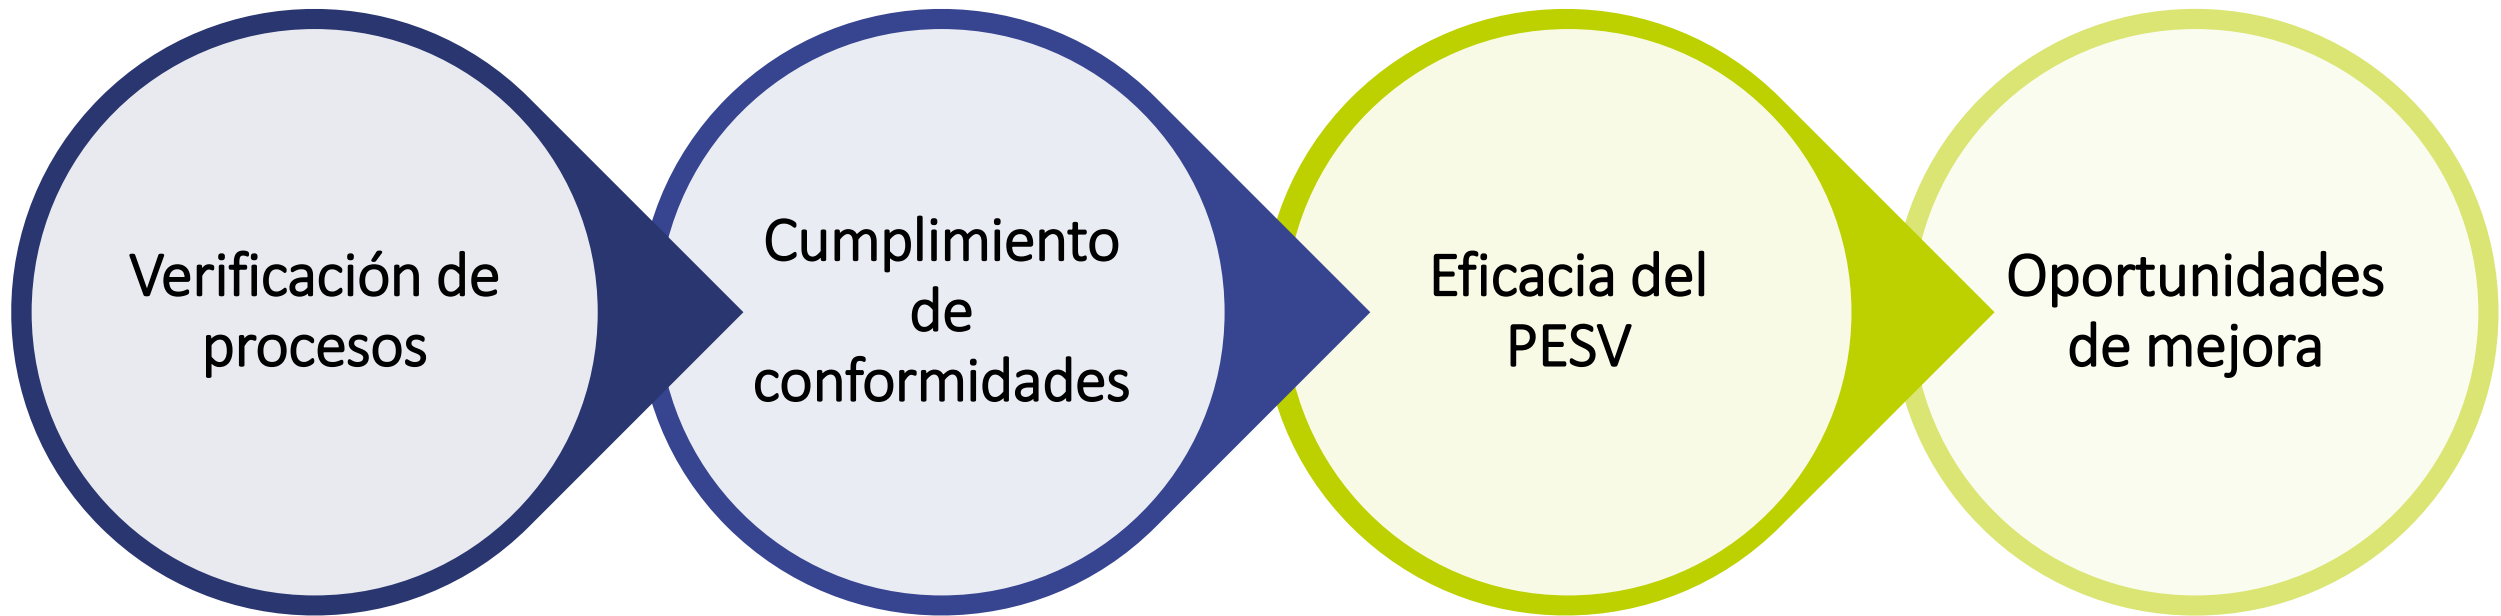 Verificación de
procesos
Cumplimiento
de
conformidades
Eficacia del
PESV
Oportunidades
de mejora